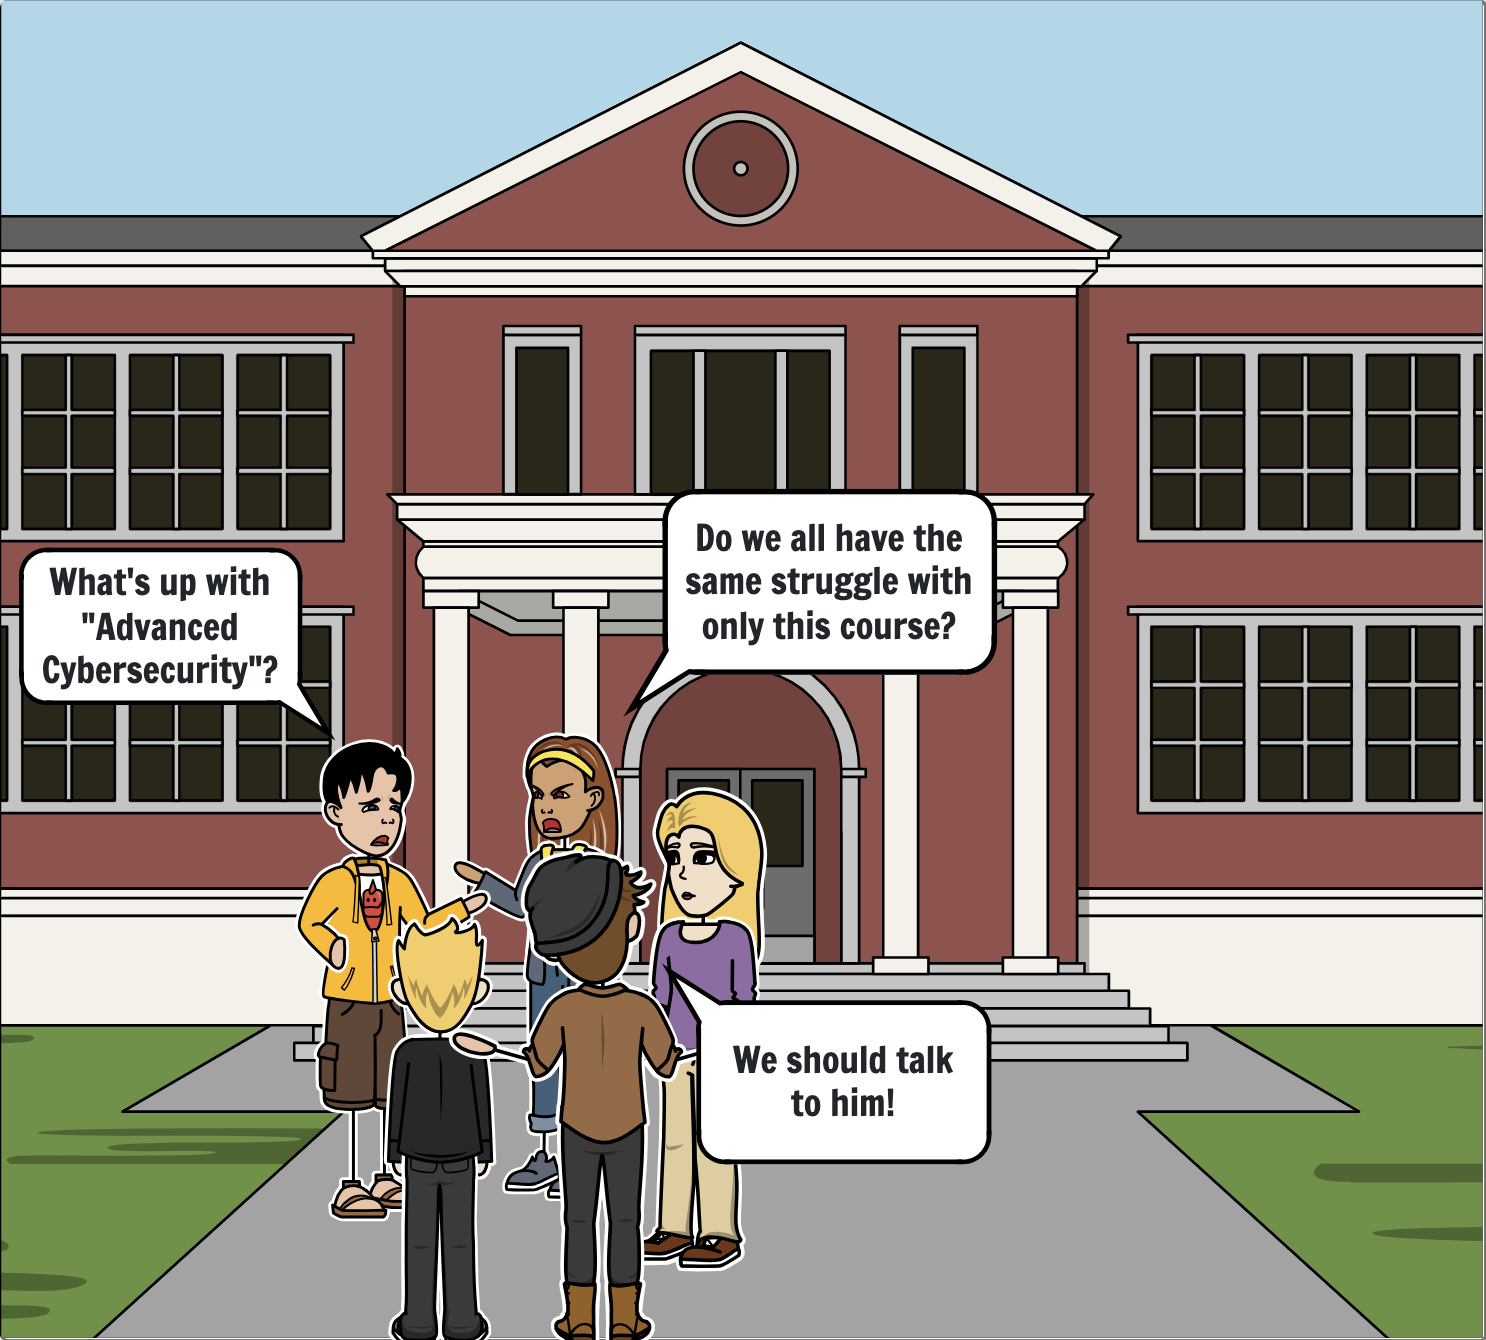 What's up with
"Advanced
Cybersecurity"?
Do we all have the
same struggle with
only this course?
We should talk
to him!